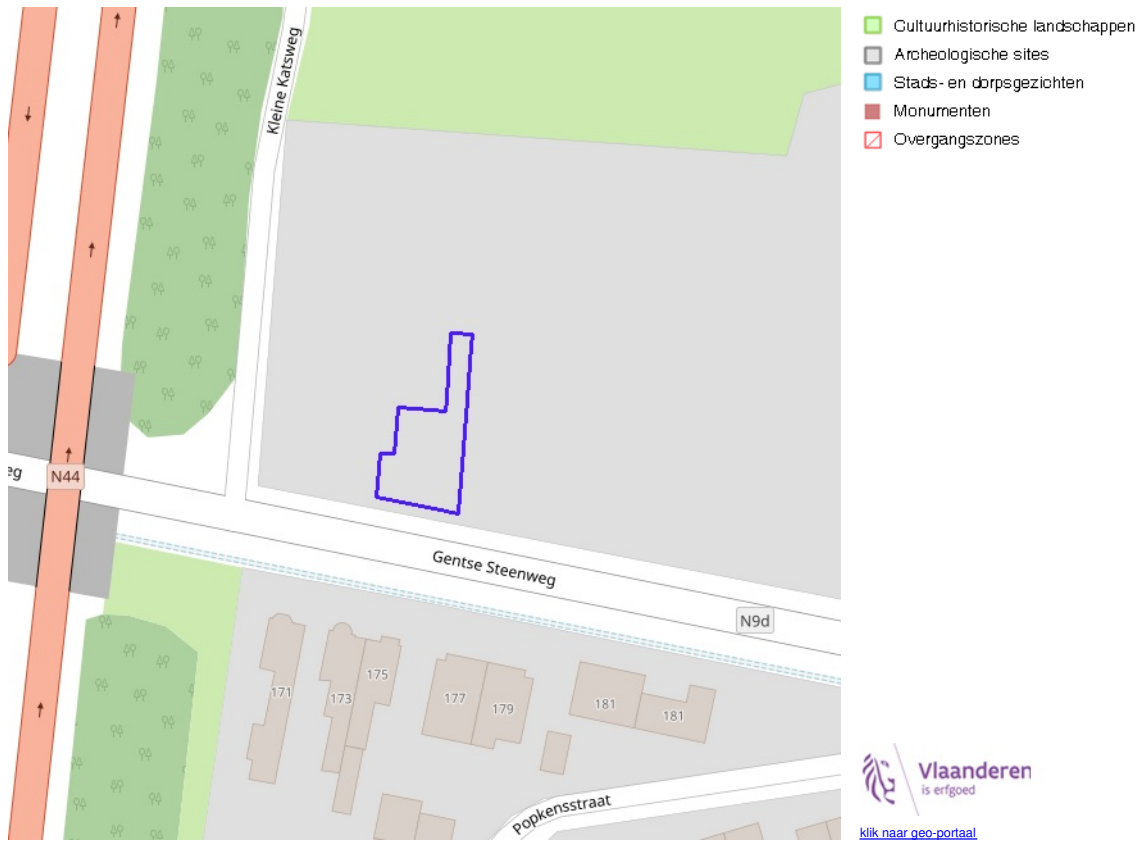 Kleine Katsweg
eg
N44
Gentse Steenweg
N9d
171
173
175
177
179
181
181
Popkensstraat
Cultuurhistorische landschappen
Archeologische sites
Stads- en dorpsgezichten
Monumenten
Overgangszones
Vlaanderen
is erfgoed
klik naar geo-portaal